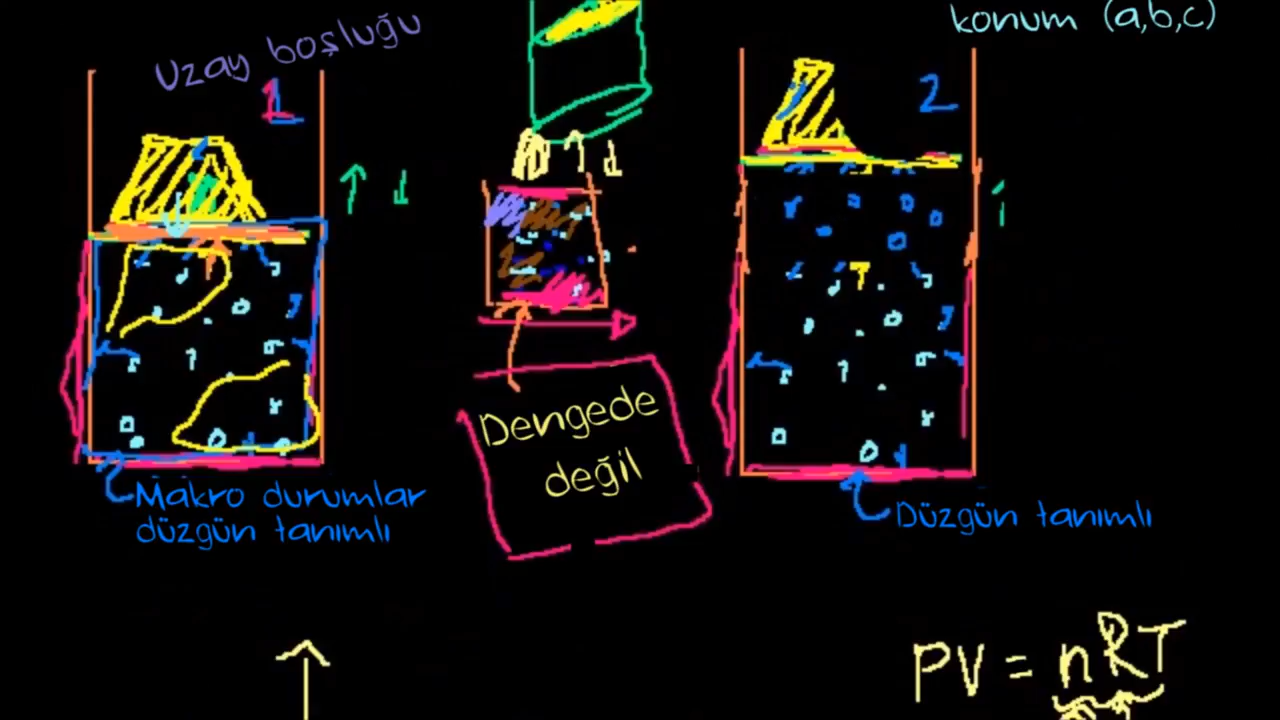 Uzay boşluğu
konum (a,b,c)
1
2
Dengede
değil
Makro durumlar
düzgün tanımlı
Düzgün tanımlı
PV = nRT